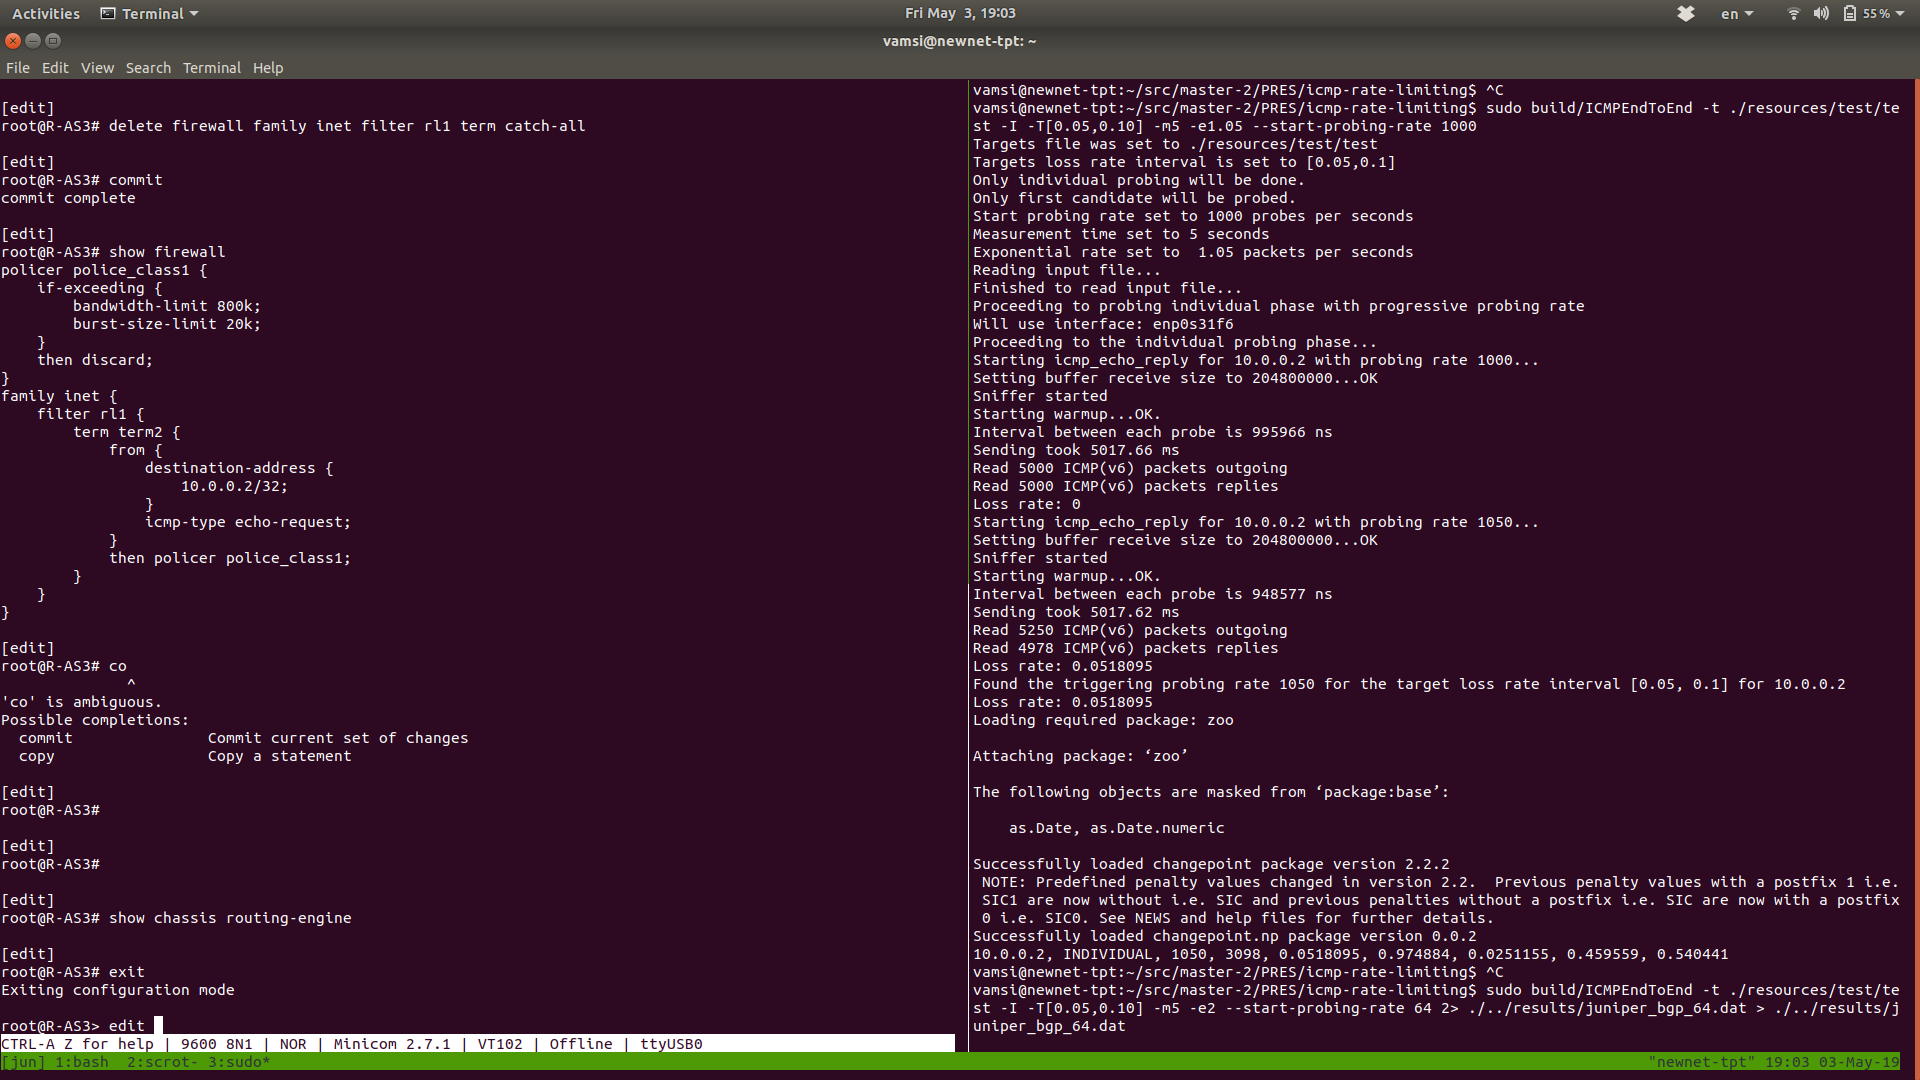 Activities Terminal Fri May 3, 19:03 en 55%
vamsi@newnet-tpt: ~
File Edit View Search Terminal Help
[edit]
root@R-AS3# delete firewall family inet filter rl1 term catch-all
[edit]
root@R-AS3# commit
commit complete
[edit]
root@R-AS3# show firewall
policer police_class1 {
    if-exceeding {
        bandwidth-limit 800k;
        burst-size-limit 20k;
    }
    then discard;
}
family inet {
    filter rl1 {
        term term2 {
            from {
                destination-address {
                    10.0.0.2/32;
                }
                icmp-type echo-request;
            }
            then policer police_class1;
        }
    }
}
[edit]
root@R-AS3# co
              ^
'co' is ambiguous.
Possible completions:
  commit               Commit current set of changes
  copy                 Copy a statement
[edit]
root@R-AS3#
[edit]
root@R-AS3#
[edit]
root@R-AS3# show chassis routing-engine
[edit]
root@R-AS3# exit
Exiting configuration mode
root@R-AS3> edit
CTRL-A Z for help | 9600 8N1 | NOR | Minicom 2.7.1 | VT102 | Offline | ttyUSB0
vamsi@newnet-tpt:~/src/master-2/PRES/icmp-rate-limiting$ ^C
vamsi@newnet-tpt:~/src/master-2/PRES/icmp-rate-limiting$ sudo build/ICMPEndToEnd -t ./resources/test/te
st -I -T[0.05,0.10] -m5 -e1.05 --start-probing-rate 1000
Targets file was set to ./resources/test/test
Targets loss rate interval is set to [0.05,0.1]
Only individual probing will be done.
Only first candidate will be probed.
Start probing rate set to 1000 probes per seconds
Measurement time set to 5 seconds
Exponential rate set to  1.05 packets per seconds
Reading input file...
Finished to read input file...
Proceeding to probing individual phase with progressive probing rate
Will use interface: enp0s31f6
Proceeding to the individual probing phase...
Starting icmp_echo_reply for 10.0.0.2 with probing rate 1000...
Setting buffer receive size to 204800000...OK
Sniffer started
Starting warmup...OK.
Interval between each probe is 995966 ns
Sending took 5017.66 ms
Read 5000 ICMP(v6) packets outgoing
Read 5000 ICMP(v6) packets replies
Loss rate: 0
Starting icmp_echo_reply for 10.0.0.2 with probing rate 1050...
Setting buffer receive size to 204800000...OK
Sniffer started
Starting warmup...OK.
Interval between each probe is 948577 ns
Sending took 5017.62 ms
Read 5250 ICMP(v6) packets outgoing
Read 4978 ICMP(v6) packets replies
Loss rate: 0.0518095
Found the triggering probing rate 1050 for the target loss rate interval [0.05, 0.1] for 10.0.0.2
Loss rate: 0.0518095
Loading required package: zoo
Attaching package: ‘zoo’
The following objects are masked from ‘package:base’:
    as.Date, as.Date.numeric
Successfully loaded changepoint package version 2.2.2
 NOTE: Predefined penalty values changed in version 2.2.  Previous penalty values with a postfix 1 i.e.
 SIC1 are now without i.e. SIC and previous penalties without a postfix i.e. SIC are now with a postfix
 0 i.e. SIC0. See NEWS and help files for further details.
Successfully loaded changepoint.np package version 0.0.2
10.0.0.2, INDIVIDUAL, 1050, 3098, 0.0518095, 0.974884, 0.0251155, 0.459559, 0.540441
vamsi@newnet-tpt:~/src/master-2/PRES/icmp-rate-limiting$ ^C
vamsi@newnet-tpt:~/src/master-2/PRES/icmp-rate-limiting$ sudo build/ICMPEndToEnd -t ./resources/test/te
st -I -T[0.05,0.10] -m5 -e2 --start-probing-rate 64 2> ./../results/juniper_bgp_64.dat > ./../results/j
uniper_bgp_64.dat
[jun] 1:bash  2:scrot- 3:sudo* "newnet-tpt" 19:03 03-May-19